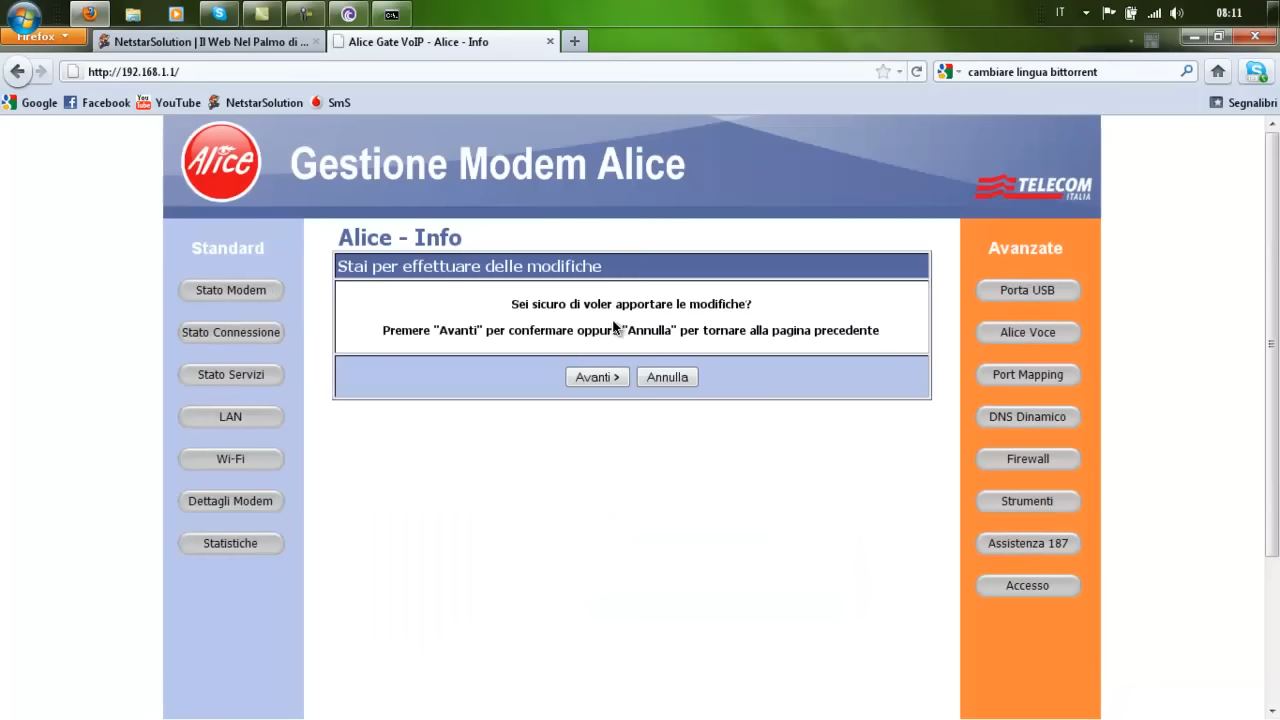 IT
08:11
Firefox
NetstarSolution | Il Web Nel Palmo di ...
Alice Gate VoIP - Alice - Info
http://192.168.1.1/
cambiare lingua bittorrent
Google
Facebook
YouTube
NetstarSolution
SmS
Segnalibri
Alice
Gestione Modem Alice
TELECOM
ITALIA
Standard
Stato Modem
Stato Connessione
Stato Servizi
LAN
Wi-Fi
Dettagli Modem
Statistiche
Alice - Info
Stai per effettuare delle modifiche
Sei sicuro di voler apportare le modifiche?
Premere "Avanti" per confermare oppure "Annulla" per tornare alla pagina precedente
Avanti >
Annulla
Avanzate
Porta USB
Alice Voce
Port Mapping
DNS Dinamico
Firewall
Strumenti
Assistenza 187
Accesso